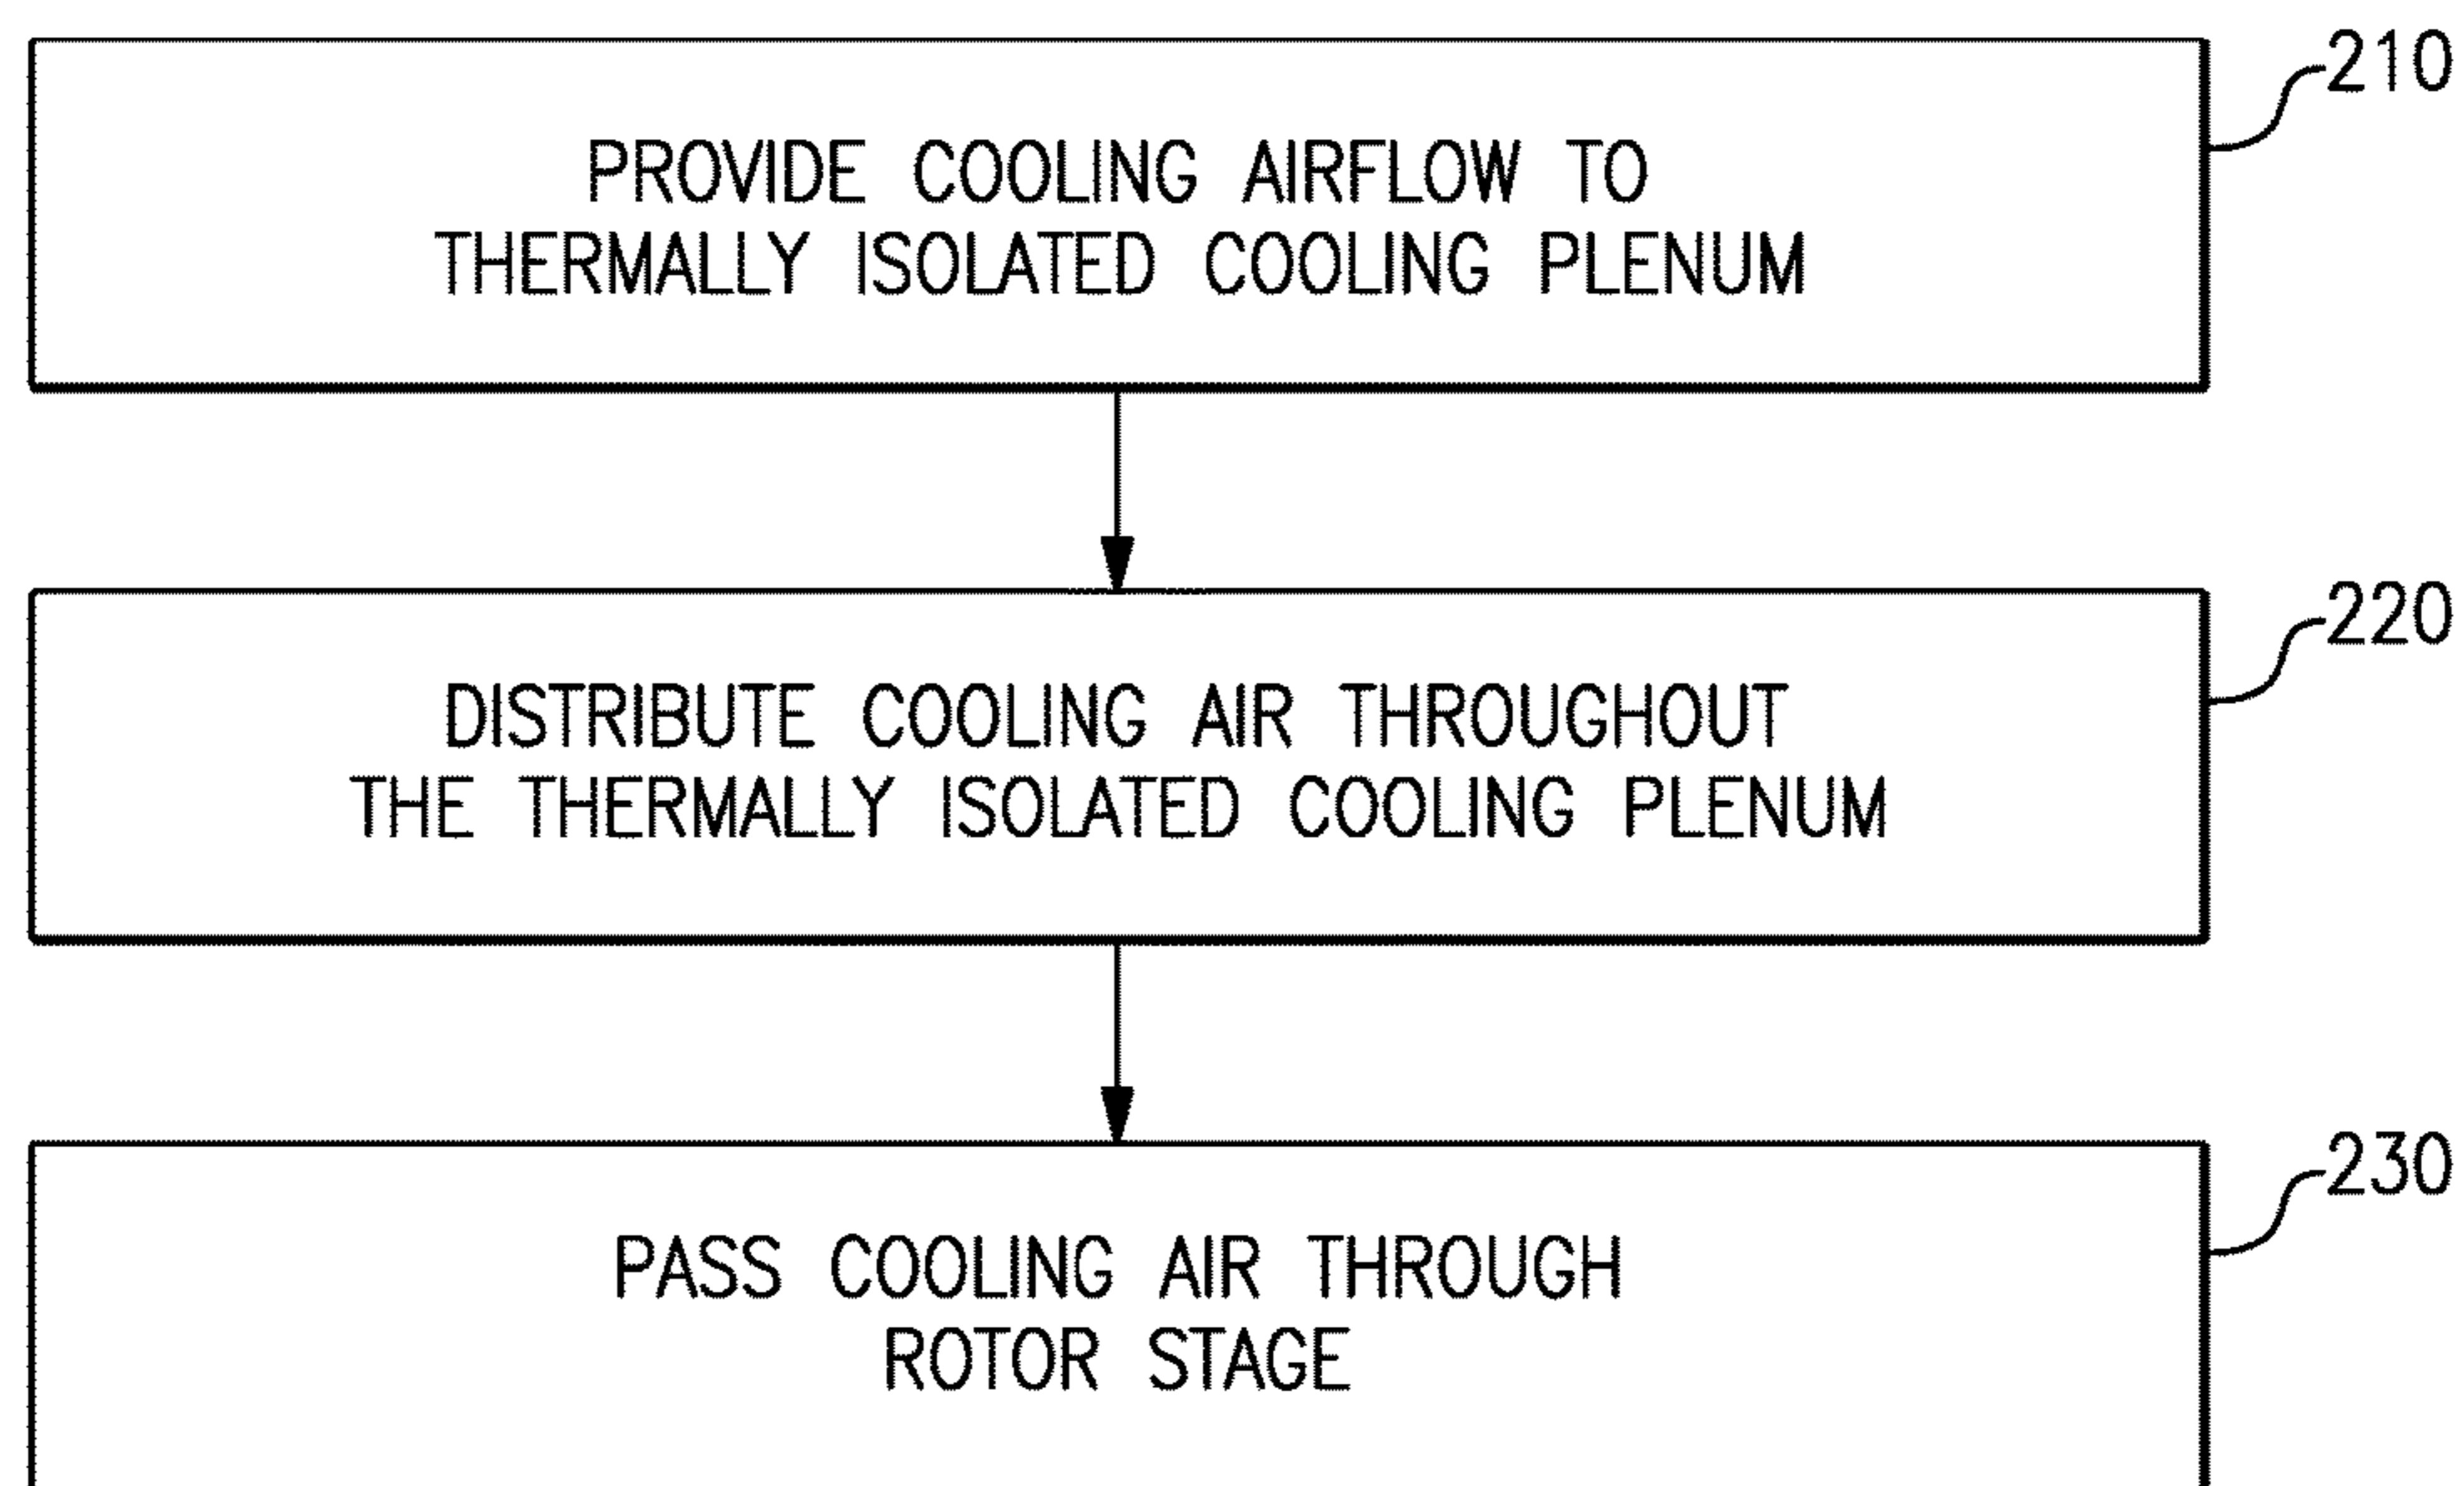 210
PROVIDE COOLING AIRFLOW TO
THERMALLY ISOLATED COOLING PLENUM
220
DISTRIBUTE COOLING AIR THROUGHOUT
THE THERMALLY ISOLATED COOLING PLENUM
230
PASS COOLING AIR THROUGH
ROTOR STAGE